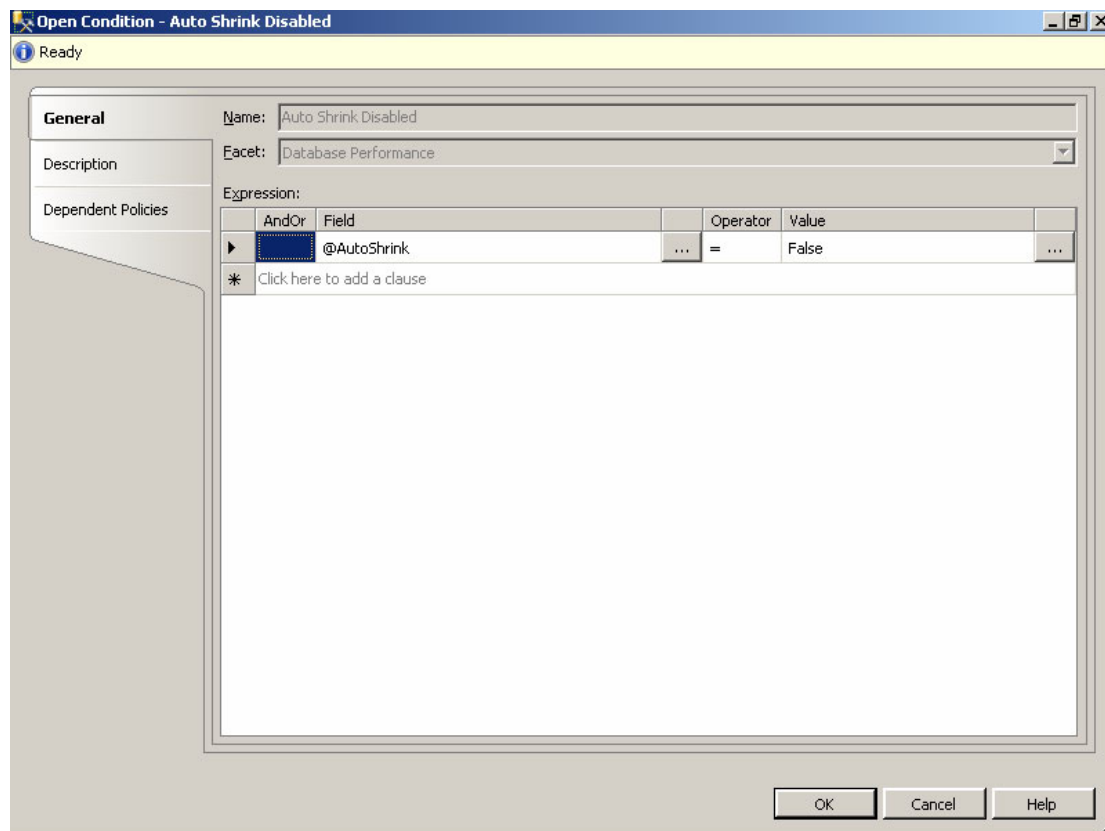 Open Condition - Auto Shrink Disabled
Ready
General
Description
Dependent Policies
Name: Auto Shrink Disabled
Facet: Database Performance
Expression:
AndOr Field Operator Value
@AutoShrink ... = False ...
Click here to add a clause
OK Cancel Help